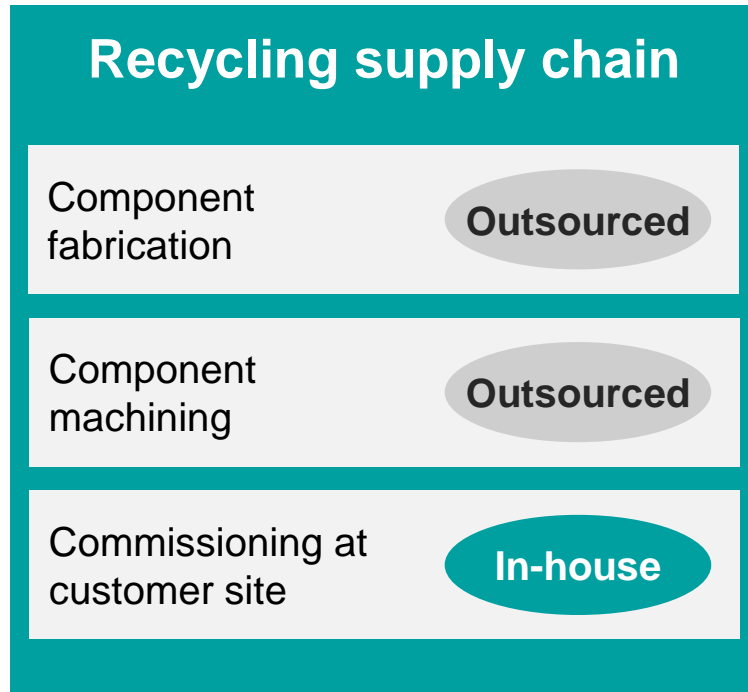 Recycling supply chain
Component
fabrication
Outsourced
Component
machining
Outsourced
Commissioning at
customer site
In-house